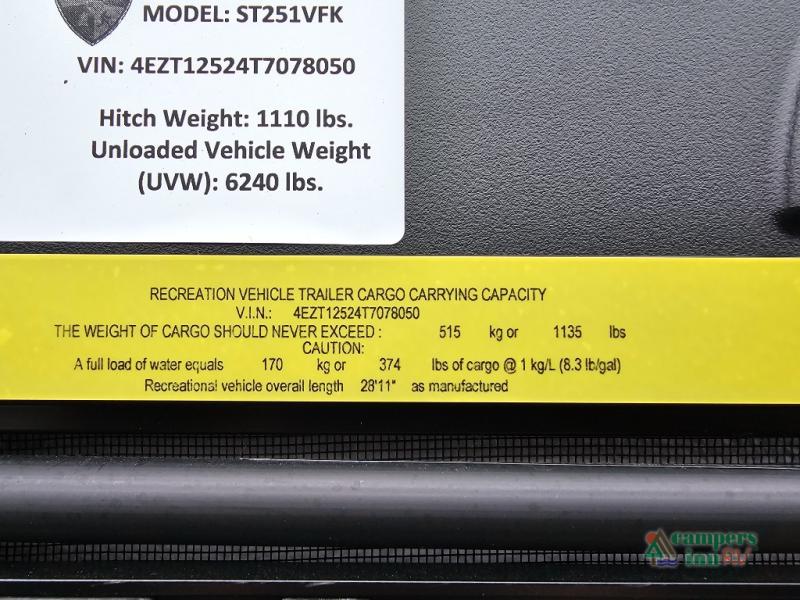 MODEL: ST251VFK
VIN: 4EZT12524T7078050
Hitch Weight: 1110 lbs.
Unloaded Vehicle Weight
(UVW): 6240 lbs.
RECREATION VEHICLE TRAILER CARGO CARRYING CAPACITY
V.I.N.: 4EZT12524T7078050
THE WEIGHT OF CARGO SHOULD NEVER EXCEED : 515 kg or 1135 lbs
CAUTION:
A full load of water equals 170 kg or 374 lbs of cargo @ 1 kg/L (8.3 lb/gal)
Recreational vehicle overall length 28'11" as manufactured
campers
inn RV